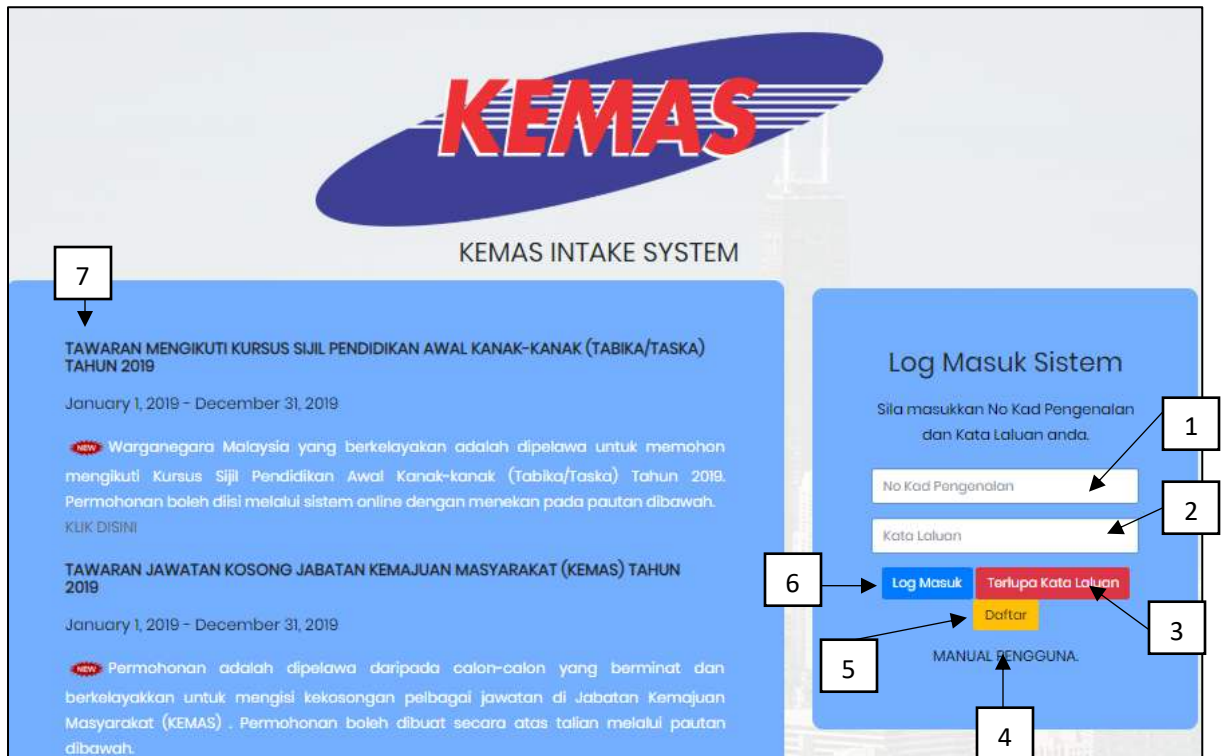 KEMAS
KEMAS INTAKE SYSTEM
7
TAWARAN MENGIKUTI KURSUS SIJIL PENDIDIKAN AWAL KANAK-KANAK (TABIKA/TASKA)
TAHUN 2019
January 1, 2019 - December 31, 2019
NEW Warganegara Malaysia yang berkelayakan adalah dipelawa untuk memohon
mengikuti Kursus Sijil Pendidikan Awal Kanak-kanak (Tabika/Taska) Tahun 2019.
Permohonan boleh diisi melalui sistem online dengan menekan pada pautan dibawah.
KLIK DISINI
TAWARAN JAWATAN KOSONG JABATAN KEMAJUAN MASYARAKAT (KEMAS) TAHUN
2019
January 1, 2019 - December 31, 2019
NEW Permohonan adalah dipelawa daripada calon-calon yang berminat dan
berkelayakkan untuk mengisi kekosongan pelbagai jawatan di Jabatan Kemajuan
Masyarakat (KEMAS) . Permohonan boleh dibuat secara atas talian melalui pautan
dibawah.
Log Masuk Sistem
Sila masukkan No Kad Pengenalan
dan Kata Laluan anda.
1
No Kad Pengenalan
2
Kata Laluan
6
Log Masuk Terlupa Kata Laluan
Daftar
3
5
MANUAL PENGGUNA.
4